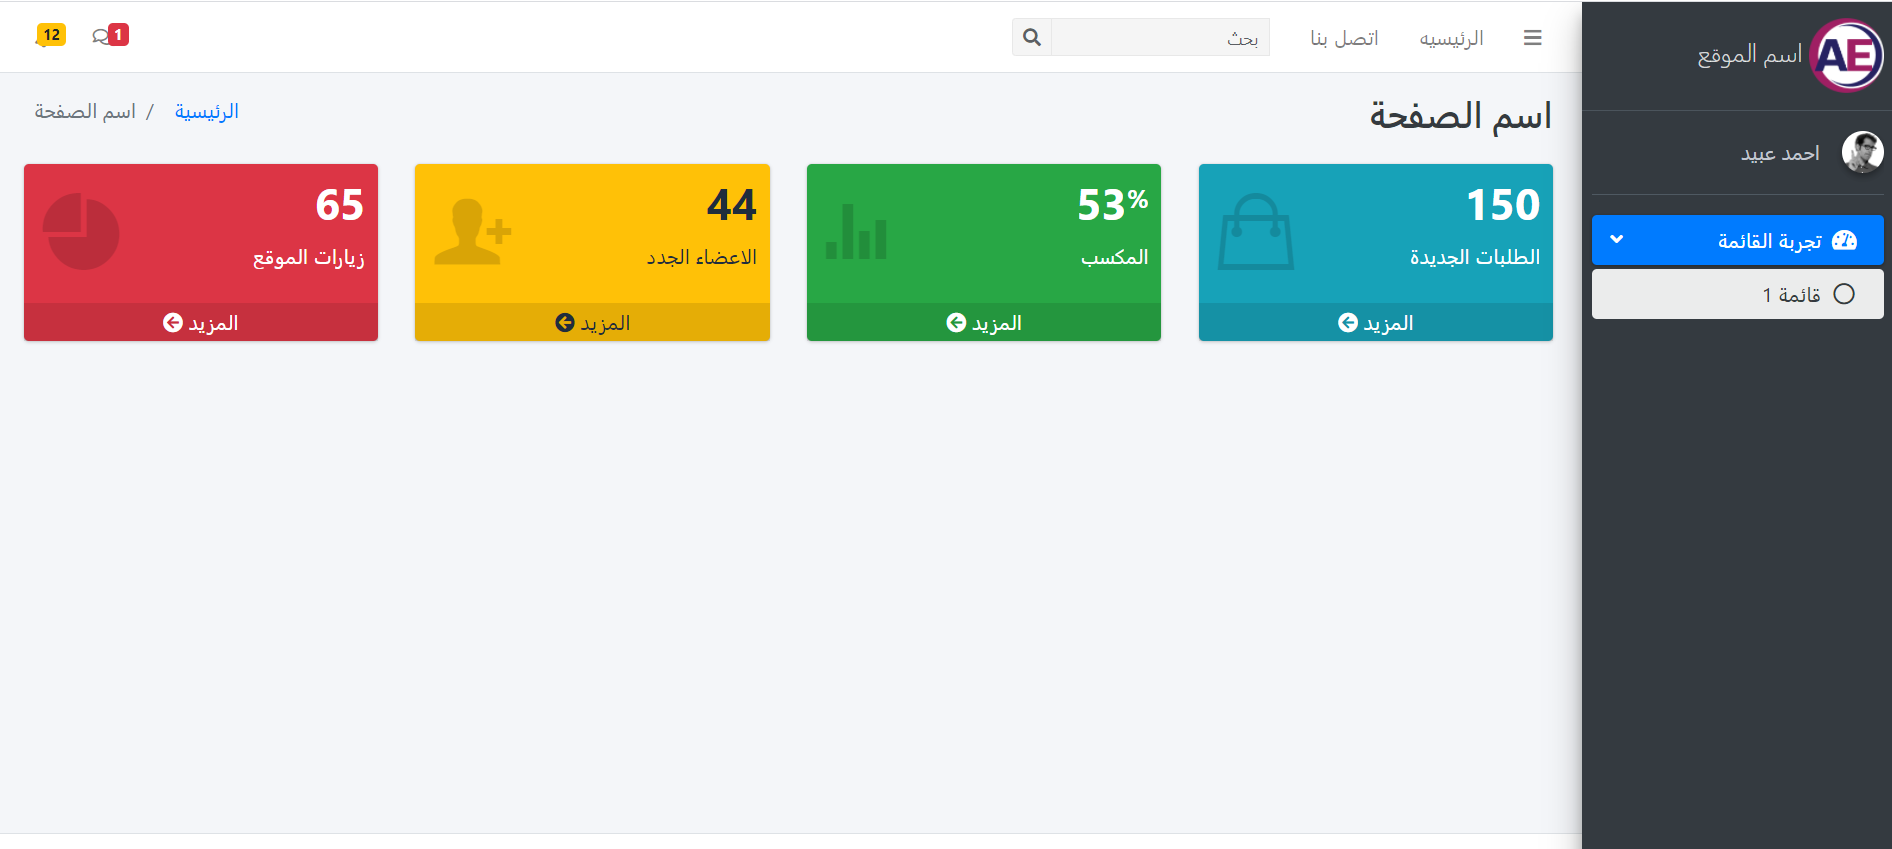 AE اسم الموقع
احمد عبيد
تجربة القائمة
قائمة 1
الرئيسيه
اتصل بنا
بحث
1
12
اسم الصفحة
الرئيسية / اسم الصفحة
150
الطلبات الجديدة
المزيد
53%
المكسب
المزيد
44
الاعضاء الجدد
المزيد
65
زيارات الموقع
المزيد